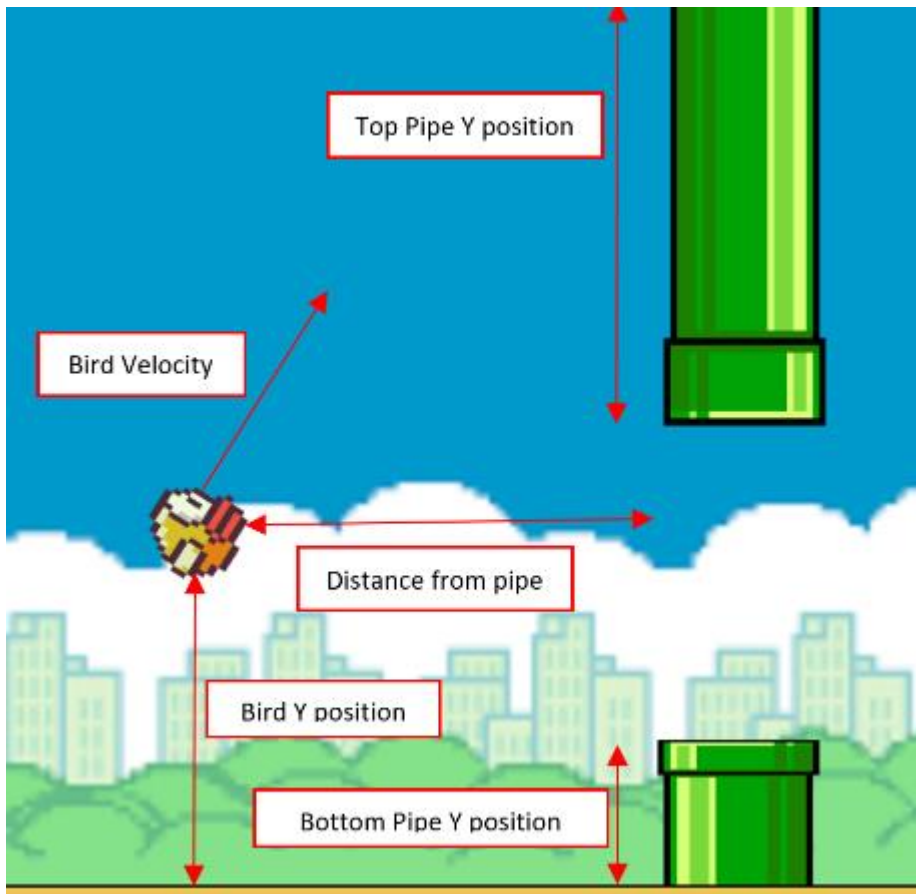 Top Pipe Y position
Bird Velocity
Distance from pipe
Bird Y position
Bottom Pipe Y position